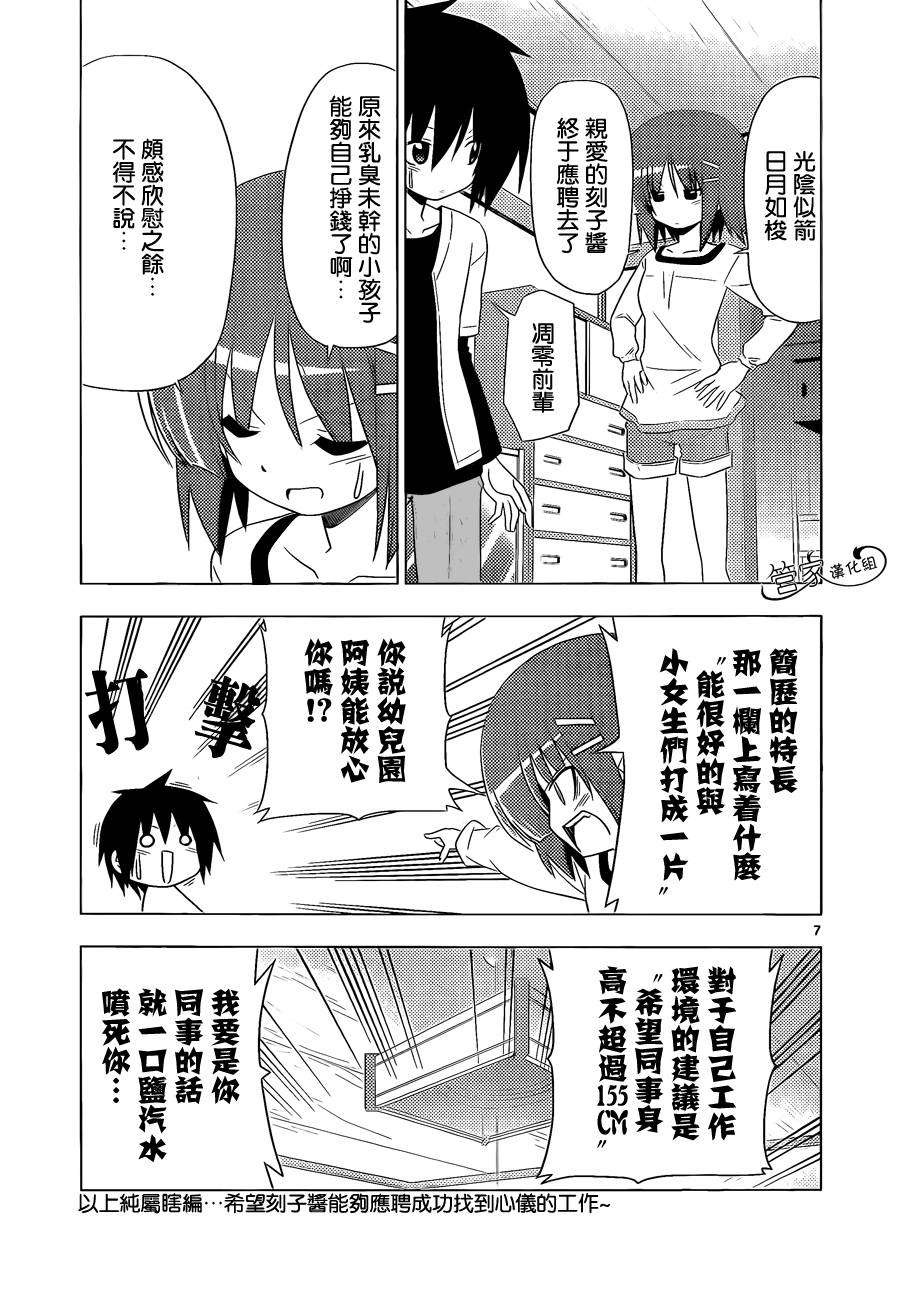 光陰似箭
日月如梭
親愛的刻子醬
終于應聘去了
凋零前輩
原來乳臭未幹的小孩子
能夠自己掙錢了啊…
頗感欣慰之餘…
不得不說…
管家漢化組
簡歷的特長
那一欄上寫着什麼
"能很好的與
小女生們打成一片"
你説幼兒園
阿姨能放心
你嗎!?
打擊
7
對于自己工作
環境的建議是
"希望同事身
高不超過155
CM"
我要是你
同事的話
就一口鹽汽水
噴死你…
以上純屬瞎編…希望刻子醬能夠應聘成功找到心儀的工作~